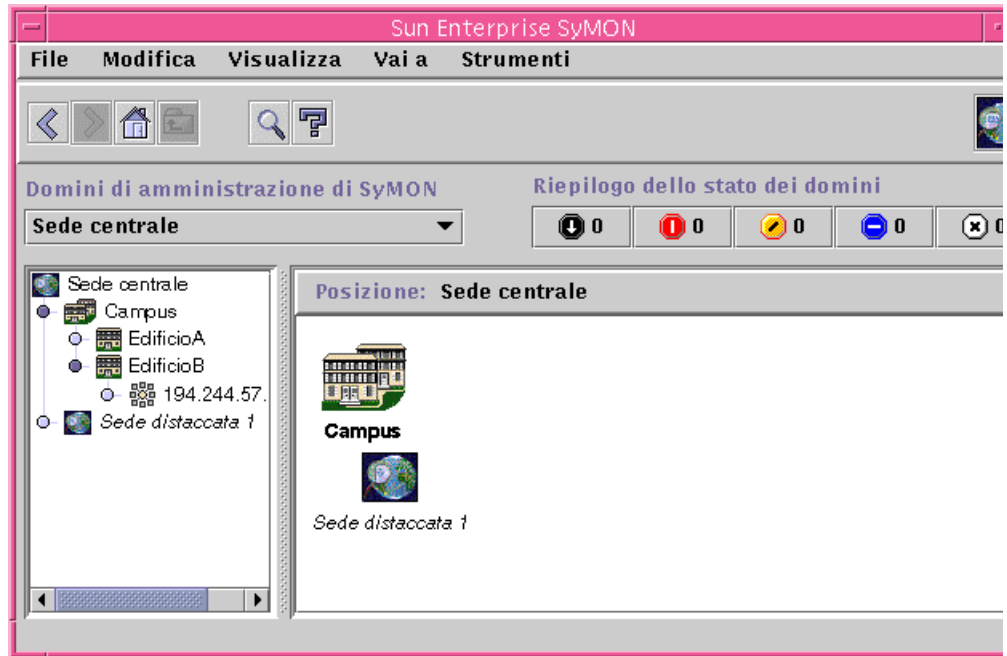 Sun Enterprise SyMON
File Modifica Visualizza Vai a Strumenti
Domini di amministrazione di SyMON
Riepilogo dello stato dei domini
Sede centrale
0 0 0 0 0
Sede centrale
Campus
EdificioA
EdificioB
194.244.57.
Sede distaccata 1
Posizione: Sede centrale
Campus
Sede distaccata 1